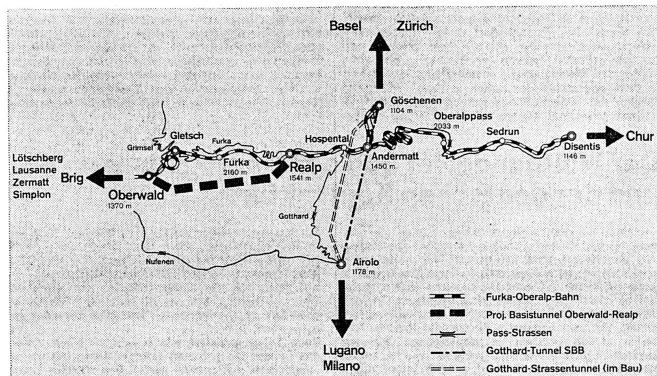 Basel Zürich
Göschenen
1104 m
Oberalppass
2033 m
Gletsch
Grimsel
Furka
Hospental
Sedrun
Disentis
1146 m
Chur
Lötschberg
Lausanne
Zermatt
Simplon
Brig
Furka
2160 m
Realp
1541 m
Andermatt
1450 m
Oberwald
1370 m
Gotthard
Nufenen
Airolo
1178 m
Lugano
Milano
Furka-Oberalp-Bahn
Proj. Basistunnel Oberwald-Realp
Pass-Strassen
Gotthard-Tunnel SBB
Gotthard-Strassentunnel (im Bau)